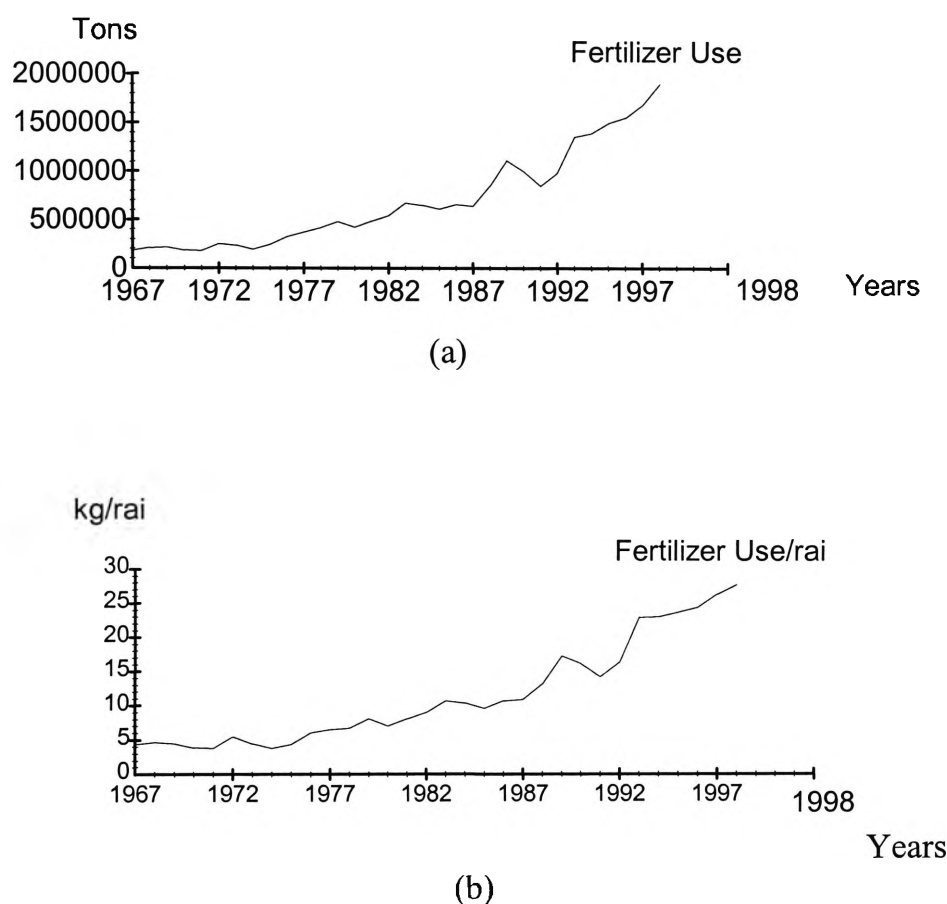 Tons
Fertilizer Use
2000000
1500000
1000000
500000
0
1967 1972 1977 1982 1987 1992 1997 1998 Years
(a)
kg/rai
Fertilizer Use/rai
30
25
20
15
10
5
0
1967 1972 1977 1982 1987 1992 1997 1998
Years
(b)